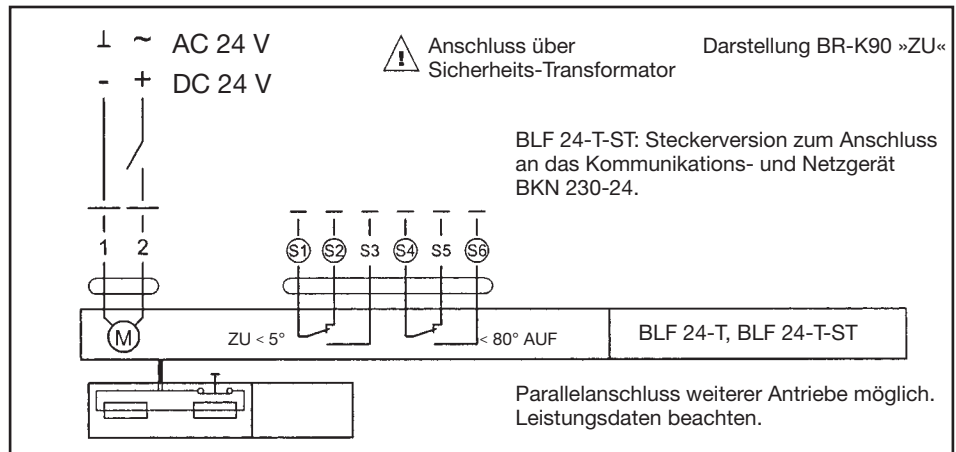 ⊥ ~ AC 24 V
- + DC 24 V
Anschluss über
Sicherheits-Transformator
Darstellung BR-K90 »ZU«
BLF 24-T-ST: Steckerversion zum Anschluss
an das Kommunikations- und Netzgerät
BKN 230-24.
1 2 S1 S2 S3 S4 S5 S6
M ZU < 5° < 80° AUF BLF 24-T, BLF 24-T-ST
Parallelanschluss weiterer Antriebe möglich.
Leistungsdaten beachten.